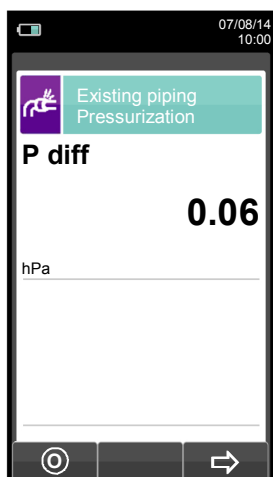 07/08/14
10:00
Existing piping
Pressurization
P diff
0.06
hPa